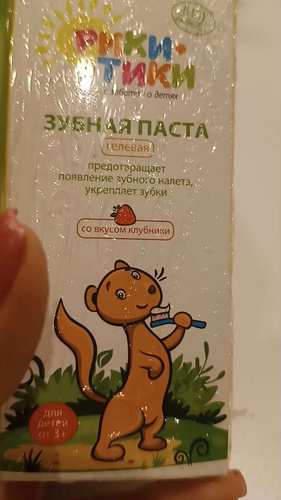 РИКИ-
ТИКИ
с заботой о детях
ЗУБНАЯ ПАСТА
гелевая
предотвращает
появление зубного налета,
укрепляет зубки
со вкусом клубники
для
детей
от 3+